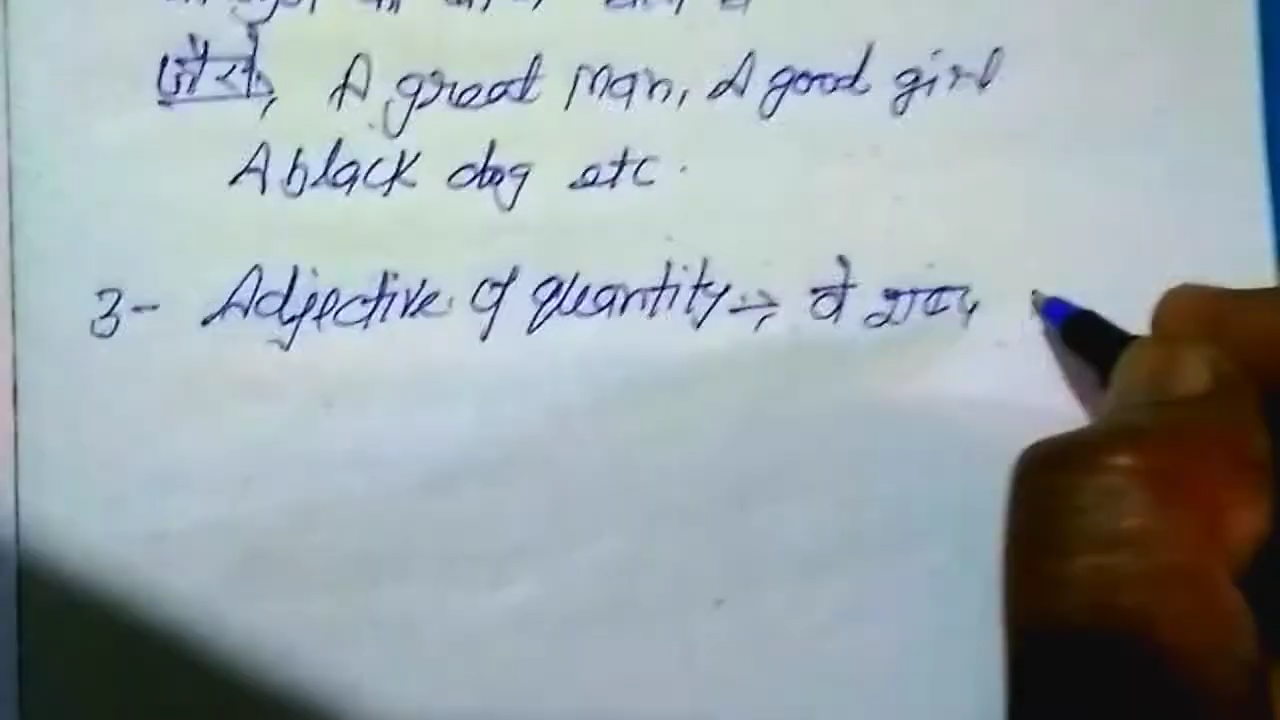 जैसे, A great man, A good girl
A black dog etc.
3- Adjective of quantity→ वे शब्द